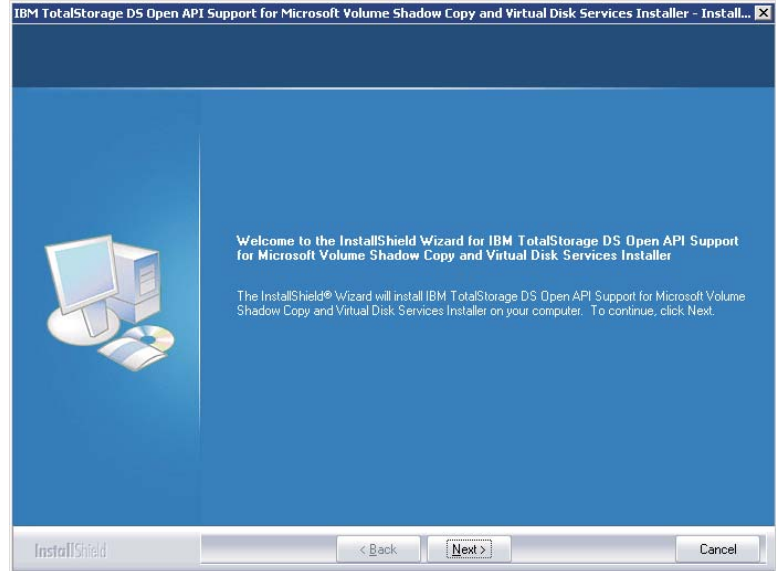 IBM TotalStorage DS Open API Support for Microsoft Volume Shadow Copy and Virtual Disk Services Installer - Install...
Welcome to the InstallShield Wizard for IBM TotalStorage DS Open API Support
for Microsoft Volume Shadow Copy and Virtual Disk Services Installer
The InstallShield® Wizard will install IBM TotalStorage DS Open API Support for Microsoft Volume
Shadow Copy and Virtual Disk Services Installer on your computer. To continue, click Next.
InstallShield
< Back
Next >
Cancel